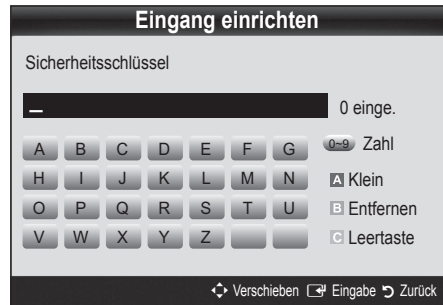 Eingang einrichten
Sicherheitsschlüssel
0 einge.
A B C D E F G 0~9 Zahl
H I J K L M N A Klein
O P Q R S T U B Entfernen
V W X Y Z C Leertaste
Verschieben Eingabe Zurück